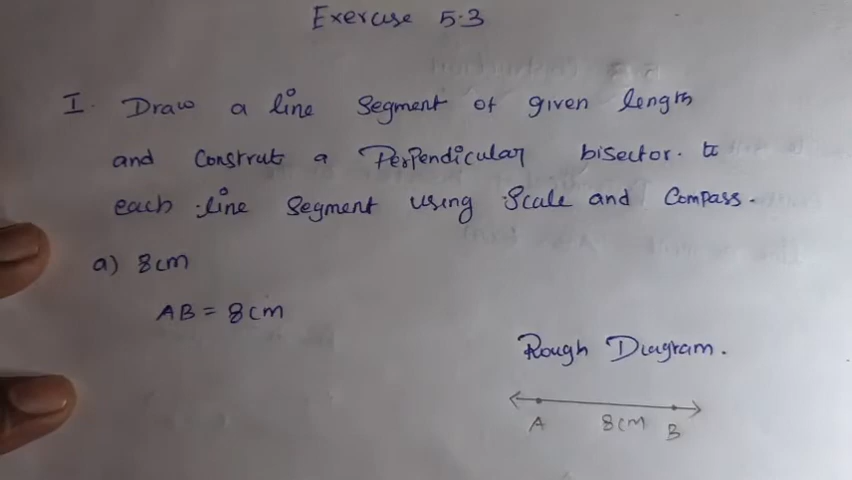 Exercise 5.3
I. Draw a line segment of given length
and construct a Perpendicular bisector. to
each line segment using scale and compass.
a) 8cm
AB = 8cm
Rough Diagram.
A 8cm B